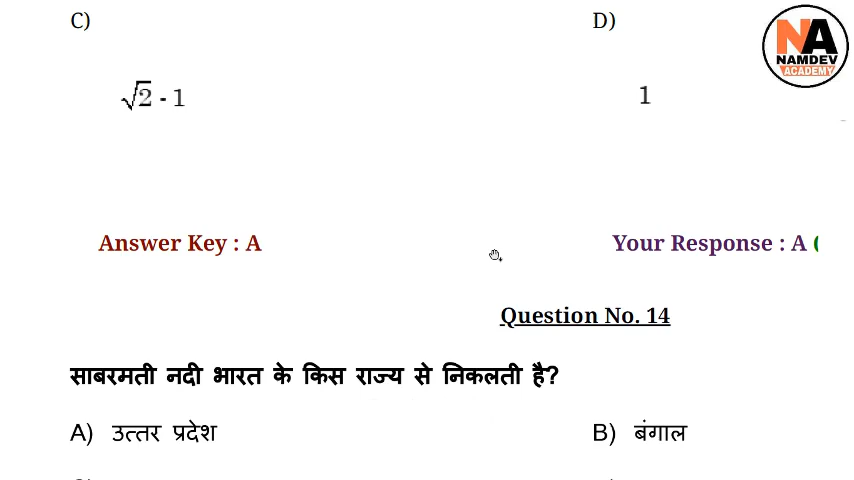 C) D)
NA
NAMDEV
ACADEMY
√2 - 1 1
Answer Key : A Your Response : A
Question No. 14
साबरमती नदी भारत के किस राज्य से निकलती है?
A) उत्तर प्रदेश B) बंगाल